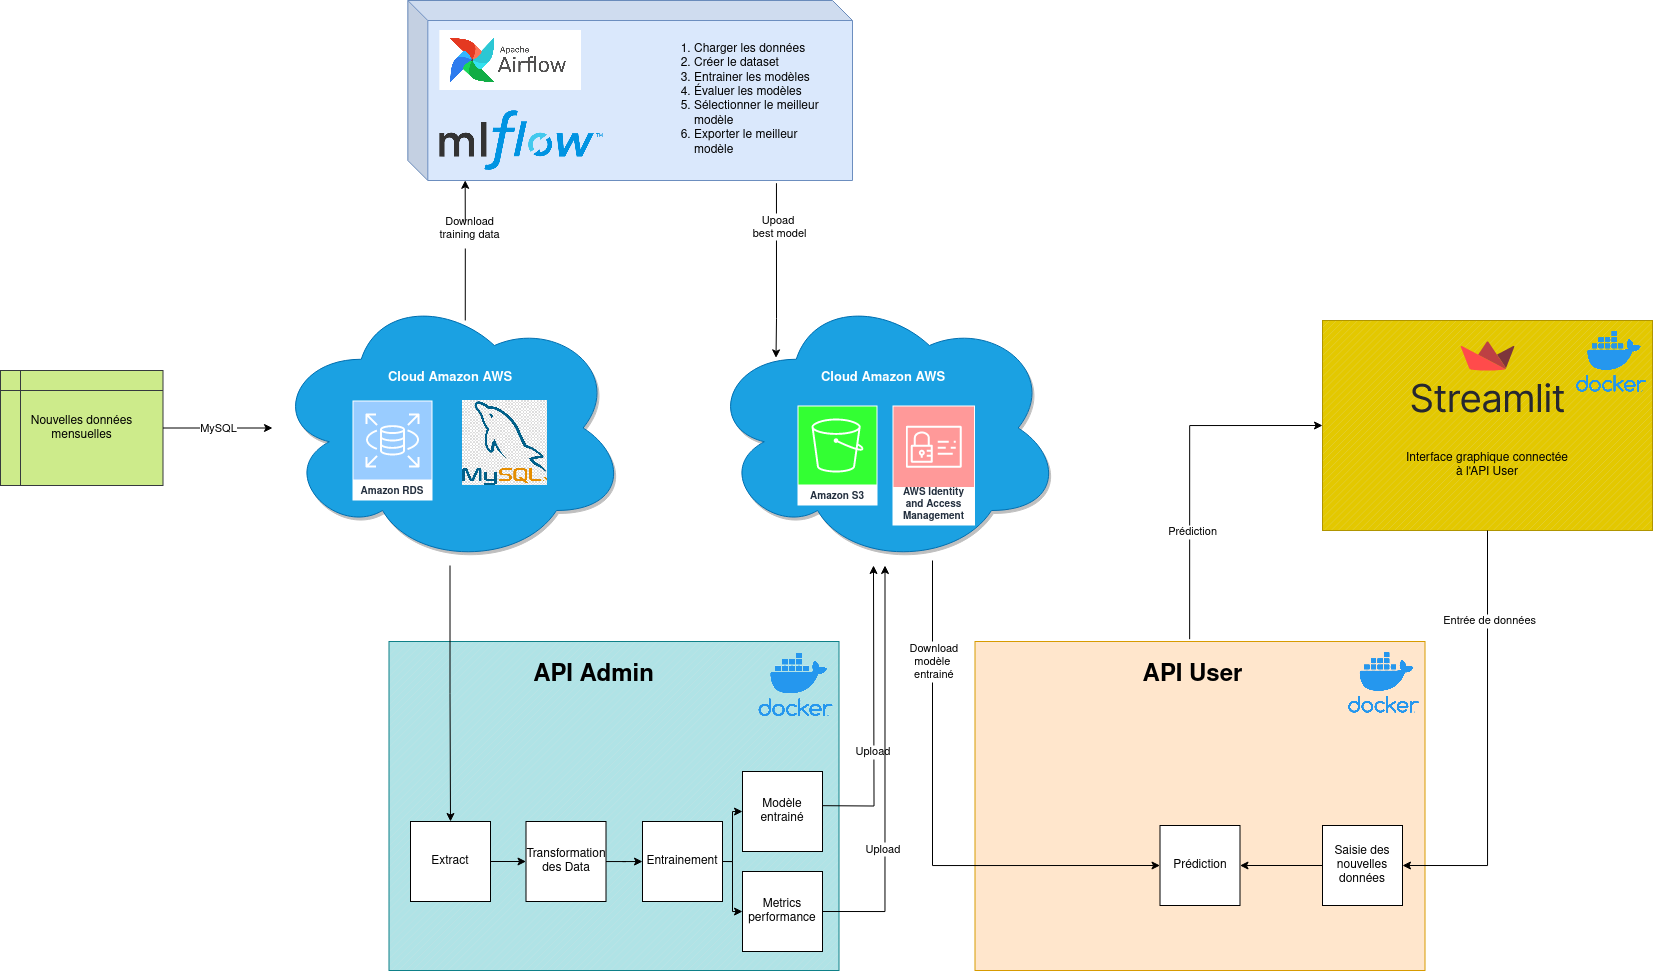 Apache
Airflow
mlflow™
1. Charger les données
2. Créer le dataset
3. Entrainer les modèles
4. Évaluer les modèles
5. Sélectionner le meilleur
modèle
6. Exporter le meilleur
modèle
Download
training data
Upoad
best model
Nouvelles données
mensuelles
MySQL
Cloud Amazon AWS
Amazon RDS
MySQL
Cloud Amazon AWS
Amazon S3
AWS Identity
and Access
Management
Streamlit
docker
Interface graphique connectée
à l'API User
Prédiction
Entrée de données
API Admin
docker
Extract
Transformation
des Data
Entrainement
Modèle
entrainé
Metrics
performance
Upload
Upload
Download
modèle
entrainé
API User
docker
Prédiction
Saisie des
nouvelles
données